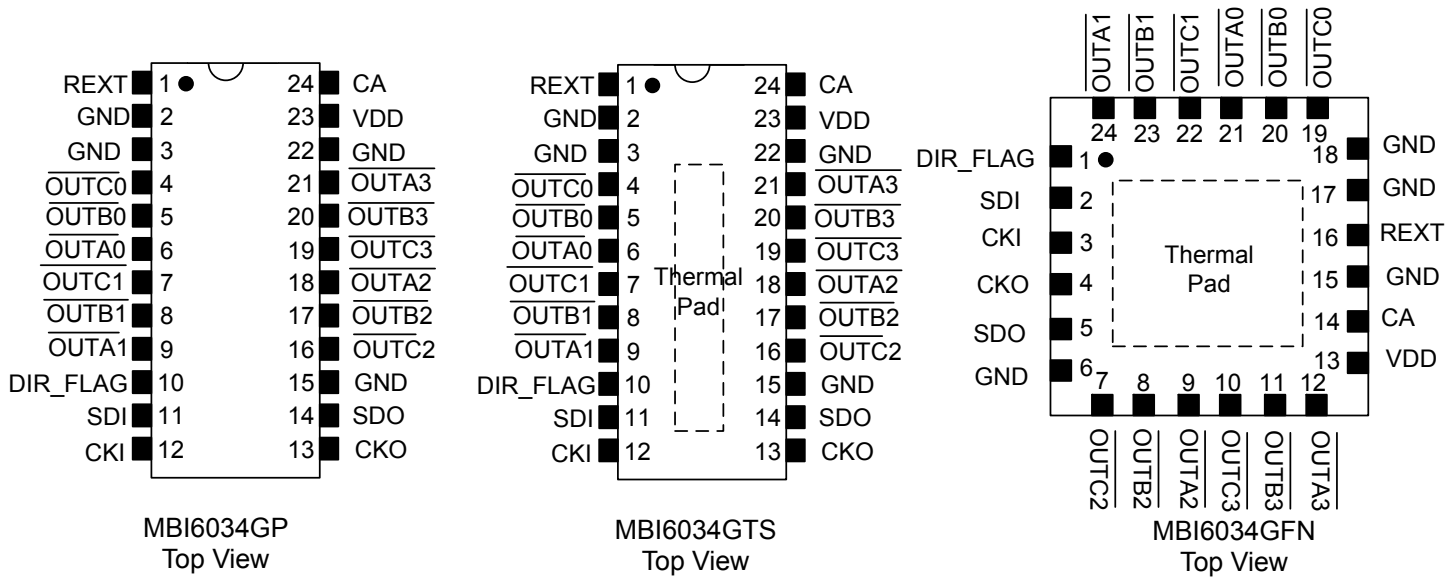 REXT 1 24 CA
GND 2 23 VDD
GND 3 22 GND
OUTC0 4 21 OUTA3
OUTB0 5 20 OUTB3
OUTA0 6 19 OUTC3
OUTC1 7 18 OUTA2
OUTB1 8 17 OUTB2
OUTA1 9 16 OUTC2
DIR_FLAG 10 15 GND
SDI 11 14 SDO
CKI 12 13 CKO
MBI6034GP
Top View
REXT 1 24 CA
GND 2 23 VDD
GND 3 22 GND
OUTC0 4 21 OUTA3
OUTB0 5 20 OUTB3
OUTA0 6 19 OUTC3
OUTC1 7 18 OUTA2
OUTB1 8 17 OUTB2
OUTA1 9 16 OUTC2
DIR_FLAG 10 15 GND
SDI 11 14 SDO
CKI 12 13 CKO
Thermal
Pad
MBI6034GTS
Top View
OUTA1 OUTB1 OUTC1 OUTA0 OUTB0 OUTC0
24 23 22 21 20 19
DIR_FLAG 1 18 GND
SDI 2 17 GND
CKI 3 16 REXT
CKO 4 15 GND
SDO 5 14 CA
GND 6 13 VDD
Thermal
Pad
7 8 9 10 11 12
OUTC2 OUTB2 OUTA2 OUTC3 OUTB3 OUTA3
MBI6034GFN
Top View